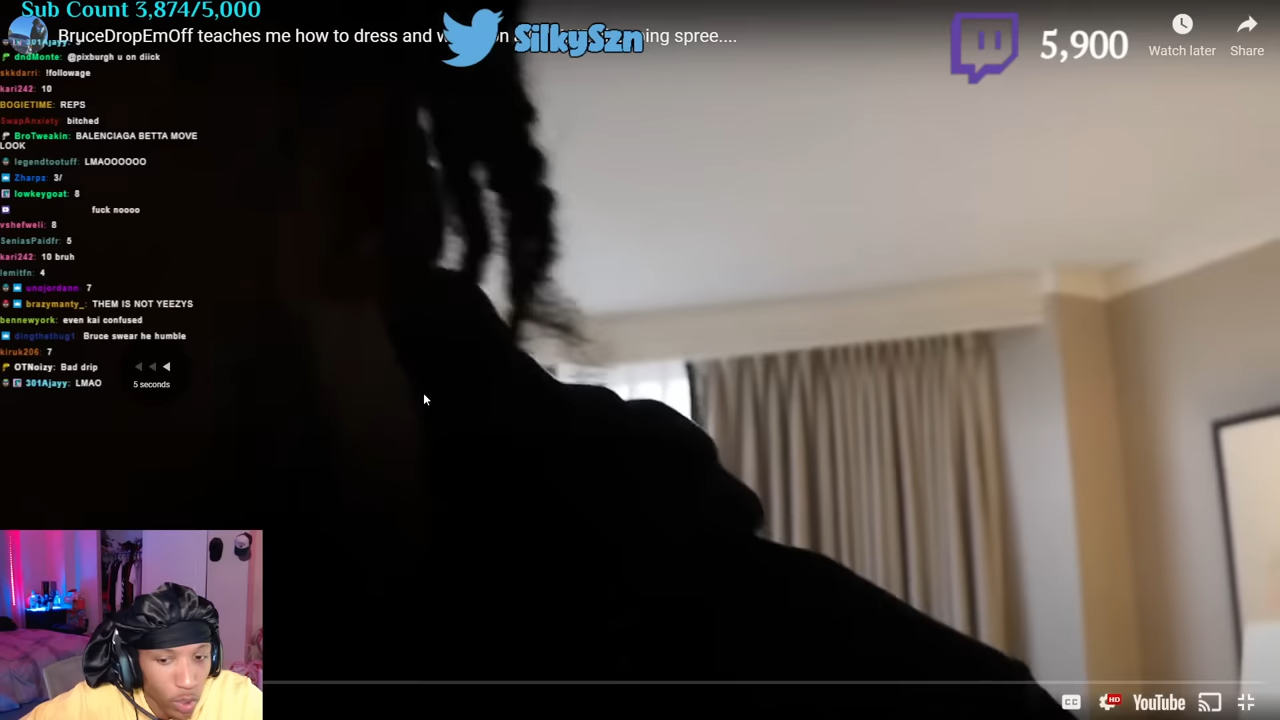 Sub Count 3,874/5,000
BruceDropEmOff teaches me how to dress and
ing spree....
SilkySzn
5,900
Watch later
Share
301Ajayy:
dndMonte: @pixburgh u on diick
skkdarri: !followage
kari242: 10
BOGIETIME: REPS
SwapAnxiety: bitched
BroTweakin: BALENCIAGA BETTA MOVE
LOOK
legendtootuff: LMAOOOOOO
Zharpz: 3/
lowkeygoat: 8
fuck noooo
vshefweli: 8
SeniasPaidfr: 5
kari242: 10 bruh
lemitfn: 4
unojordann: 7
brazymanty_: THEM IS NOT YEEZYS
bennewyork: even kai confused
dingthethug1: Bruce swear he humble
kiruk206: 7
OTNoizy: Bad drip
301Ajayy: LMAO
5 seconds
CC
HD
YouTube